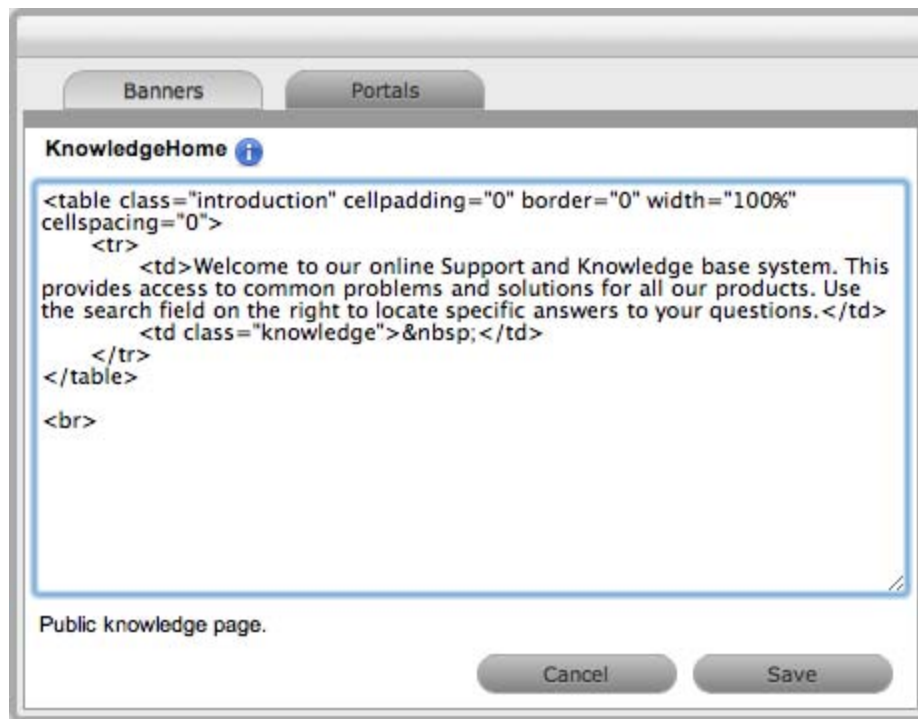 Banners
Portals
KnowledgeHome
<table class="introduction" cellpadding="0" border="0" width="100%"
cellspacing="0">
<tr>
<td>Welcome to our online Support and Knowledge base system. This
provides access to common problems and solutions for all our products. Use
the search field on the right to locate specific answers to your questions.</td>
<td class="knowledge">&nbsp;</td>
</tr>
</table>
<br>
Public knowledge page.
Cancel
Save